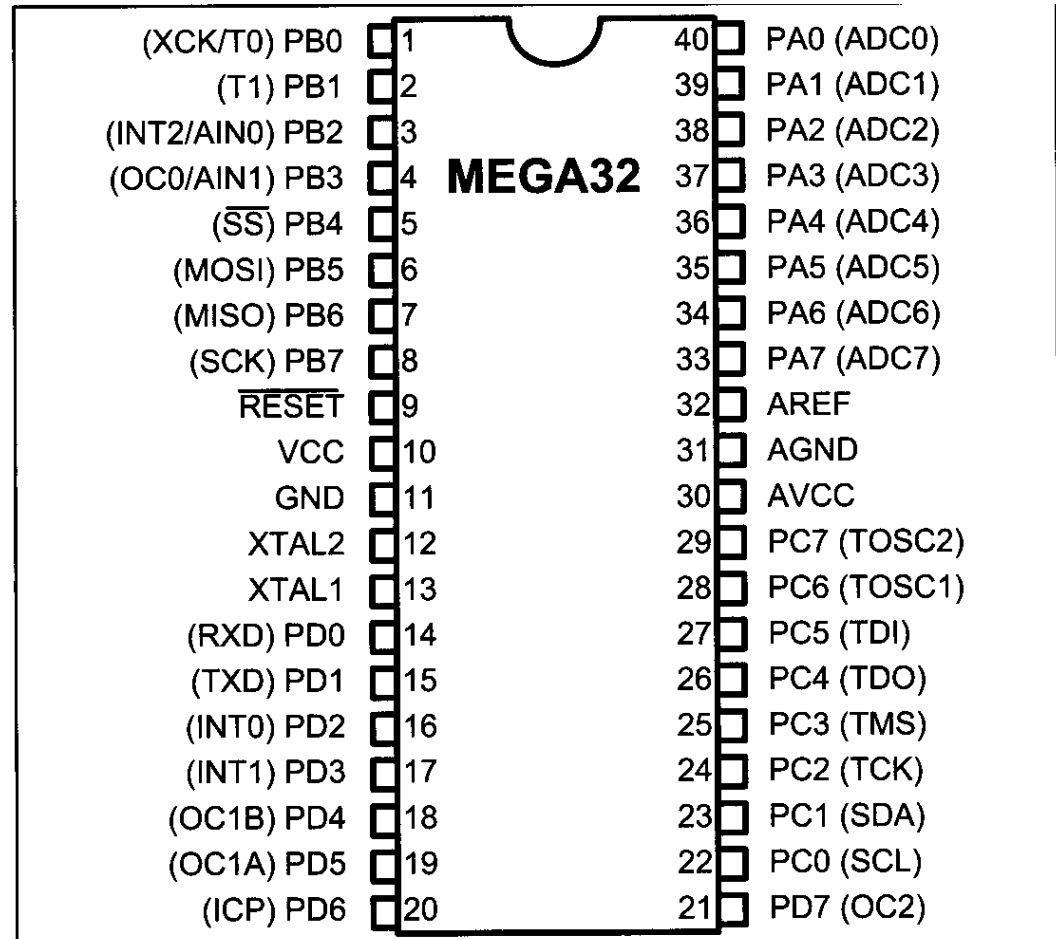 (XCK/T0) PB0 1 40 PA0 (ADC0)
(T1) PB1 2 39 PA1 (ADC1)
(INT2/AIN0) PB2 3 38 PA2 (ADC2)
(OC0/AIN1) PB3 4 MEGA32 37 PA3 (ADC3)
(SS) PB4 5 36 PA4 (ADC4)
(MOSI) PB5 6 35 PA5 (ADC5)
(MISO) PB6 7 34 PA6 (ADC6)
(SCK) PB7 8 33 PA7 (ADC7)
RESET 9 32 AREF
VCC 10 31 AGND
GND 11 30 AVCC
XTAL2 12 29 PC7 (TOSC2)
XTAL1 13 28 PC6 (TOSC1)
(RXD) PD0 14 27 PC5 (TDI)
(TXD) PD1 15 26 PC4 (TDO)
(INT0) PD2 16 25 PC3 (TMS)
(INT1) PD3 17 24 PC2 (TCK)
(OC1B) PD4 18 23 PC1 (SDA)
(OC1A) PD5 19 22 PC0 (SCL)
(ICP) PD6 20 21 PD7 (OC2)